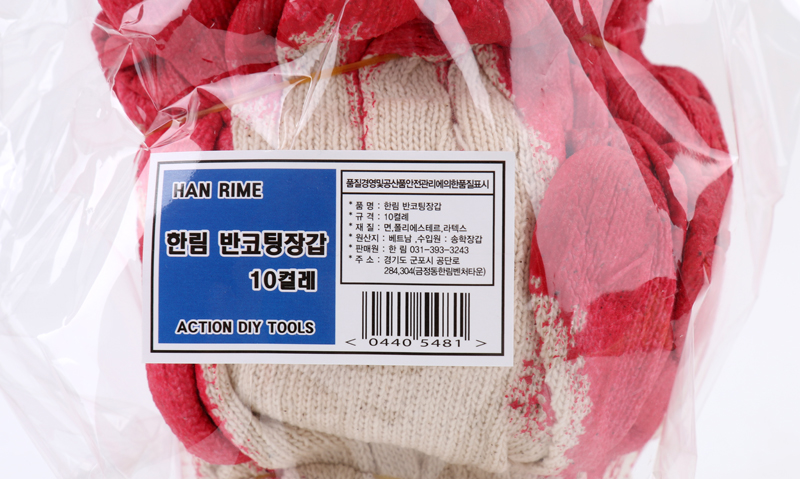 HAN RIME
한림 반코팅장갑
10켤레
ACTION DIY TOOLS
품질경영및공산품안전관리에의한품질표시
* 품 명 : 한림 반코팅장갑
* 규 격 : 10켤레
* 재 질 : 면,폴리에스테르,라텍스
* 원산지 : 베트남 ,수입원 : 송학장갑
* 판매원 : 한 림 031-393-3243
* 주 소 : 경기도 군포시 공단로
284,304(금정동한림벤처타운)
< 0440 5481 >